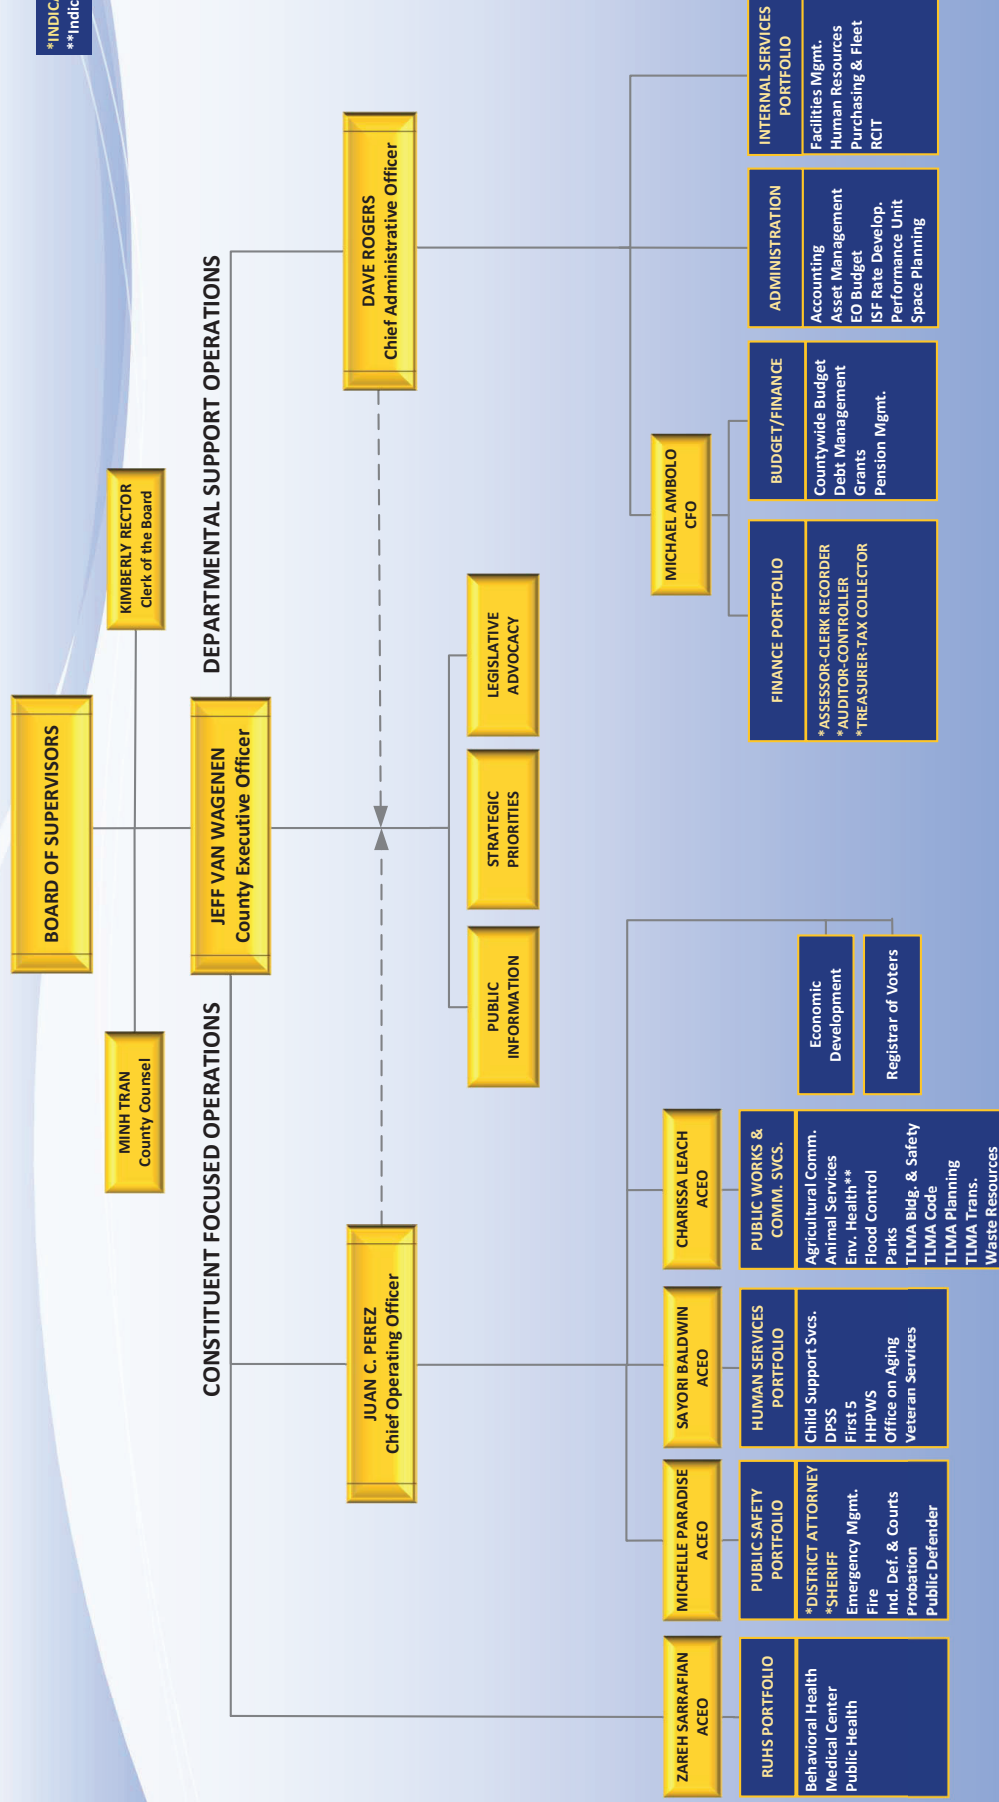 *INDIC
**Indic
BOARD OF SUPERVISORS
MINH TRAN
County Counsel
KIMBERLY RECTOR
Clerk of the Board
JEFF VAN WAGENEN
County Executive Officer
CONSTITUENT FOCUSED OPERATIONS
DEPARTMENTAL SUPPORT OPERATIONS
JUAN C. PEREZ
Chief Operating Officer
DAVE ROGERS
Chief Administrative Officer
PUBLIC
INFORMATION
STRATEGIC
PRIORITIES
LEGISLATIVE
ADVOCACY
ZAREH SARRAFIAN
ACEO
MICHELLE PARADISE
ACEO
SAYORI BALDWIN
ACEO
CHARISSA LEACH
ACEO
MICHAEL AMBOLO
CFO
RUHS PORTFOLIO
Behavioral Health
Medical Center
Public Health
PUBLIC SAFETY
PORTFOLIO
*DISTRICT ATTORNEY
*SHERIFF
Emergency Mgmt.
Fire
Ind. Def. & Courts
Probation
Public Defender
HUMAN SERVICES
PORTFOLIO
Child Support Svcs.
DPSS
First 5
HHPWS
Office on Aging
Veteran Services
PUBLIC WORKS &
COMM. SVCS.
Agricultural Comm.
Animal Services
Env. Health**
Flood Control
Parks
TLMA Bldg. & Safety
TLMA Code
TLMA Planning
TLMA Trans.
Waste Resources
Economic
Development
Registrar of Voters
FINANCE PORTFOLIO
*ASSESSOR-CLERK RECORDER
*AUDITOR-CONTROLLER
*TREASURER-TAX COLLECTOR
BUDGET/FINANCE
Countywide Budget
Debt Management
Grants
Pension Mgmt.
ADMINISTRATION
Accounting
Asset Management
EO Budget
ISF Rate Develop.
Performance Unit
Space Planning
INTERNAL SERVICES
PORTFOLIO
Facilities Mgmt.
Human Resources
Purchasing & Fleet
RCIT